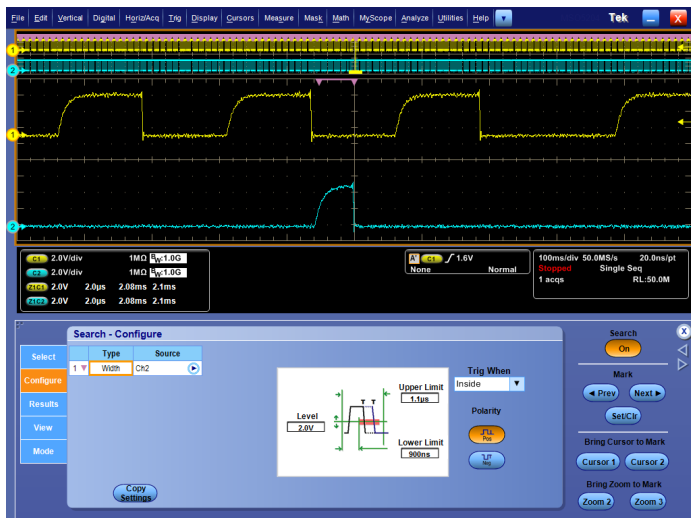 File Edit Vertical Digital Horiz/Acq Trig Display Cursors Measure Mask Math MyScope Analyze Utilities Help Tek X
1
2
1
2
C1 2.0V/div 1MΩ BW:1.0G
C2 2.0V/div 1MΩ BW:1.0G
Z1C1 2.0V 2.0µs 2.08ms 2.1ms
Z1C2 2.0V 2.0µs 2.08ms 2.1ms
A' C1 1.6V
None Normal
100ms/div 50.0MS/s 20.0ns/pt
Stopped Single Seq
1 acqs RL:50.0M
Search - Configure
Select
Configure
Results
View
Mode
Type Source
1 Width Ch2
Copy
Settings
Level
2.0V
T T
Upper Limit
1.1µs
Lower Limit
900ns
Trig When
Inside
Polarity
Pos
Neg
Search
On
X
Mark
Prev Next
Set/Clr
Bring Cursor to Mark
Cursor 1 Cursor 2
Bring Zoom to Mark
Zoom 2 Zoom 3